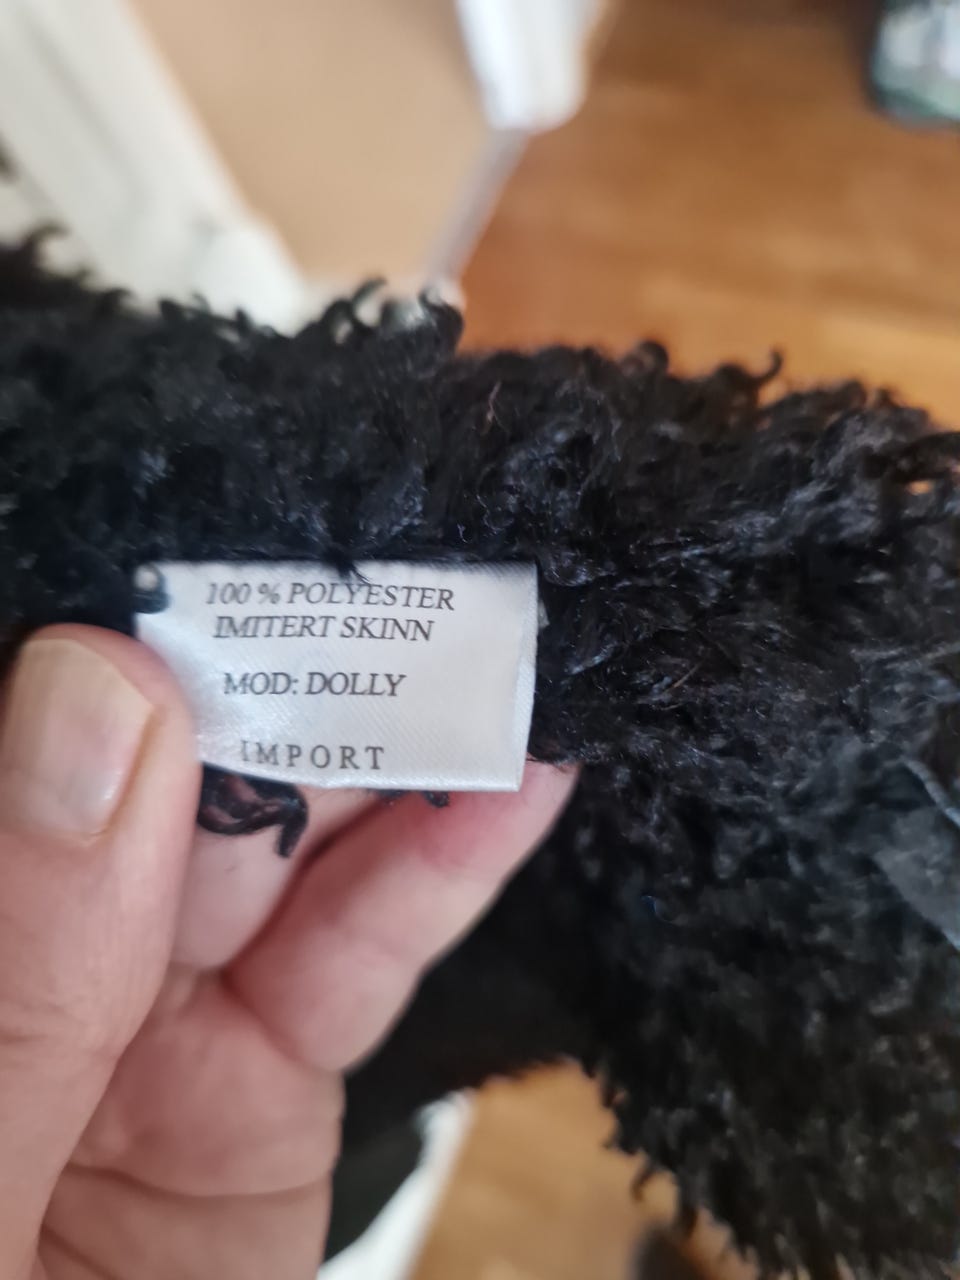 100 % POLYESTER
IMITERT SKINN
MOD: DOLLY
IMPORT